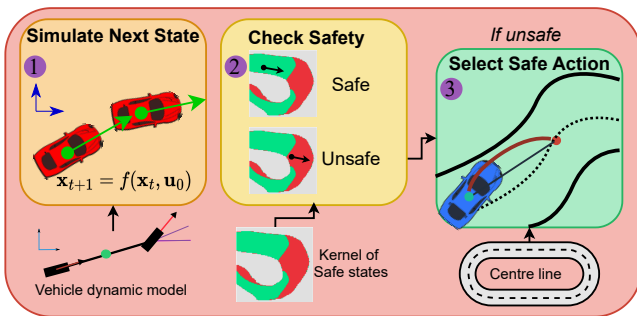 Simulate Next State
1
x_{t+1} = f(x_t, u_0)
Vehicle dynamic model
Check Safety
2
Safe
Unsafe
Kernel of
Safe states
If unsafe
Select Safe Action
3
Centre line